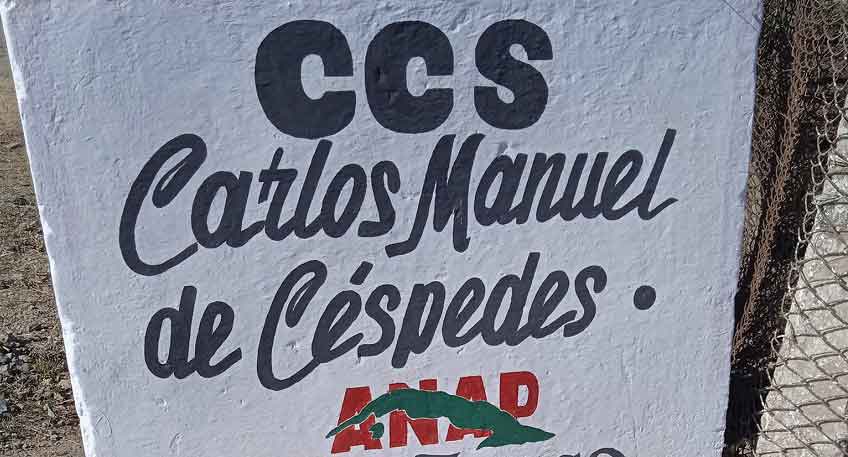 CCS
Carlos Manuel
de Céspedes.
ANAP